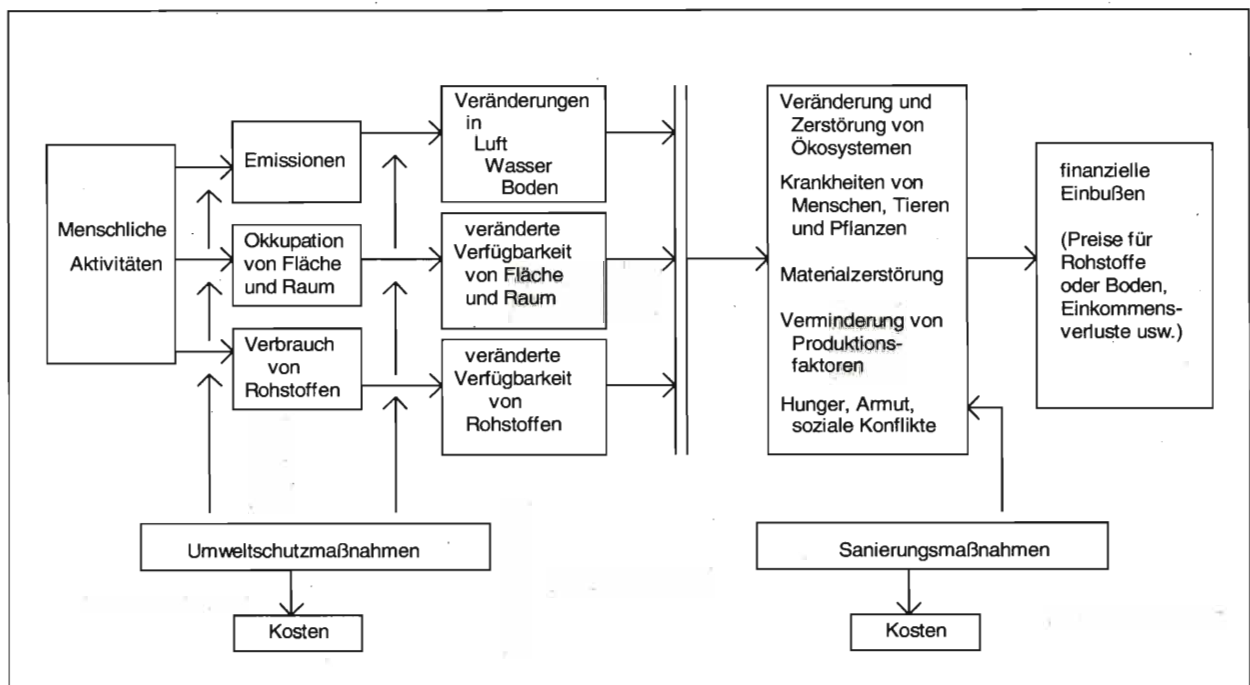 Menschliche
Aktivitäten
Emissionen
Okkupation
von Fläche
und Raum
Verbrauch
von
Rohstoffen
Veränderungen
in
Luft
Wasser
Boden
veränderte
Verfügbarkeit
von Fläche
und Raum
veränderte
Verfügbarkeit
von
Rohstoffen
Veränderung und
Zerstörung von
Ökosystemen
Krankheiten von
Menschen, Tieren
und Pflanzen
Materialzerstörung
Verminderung von
Produktions-
faktoren
Hunger, Armut,
soziale Konflikte
finanzielle
Einbußen
(Preise für
Rohstoffe
oder Boden,
Einkommens-
verluste usw.)
Umweltschutzmaßnahmen
Kosten
Sanierungsmaßnahmen
Kosten